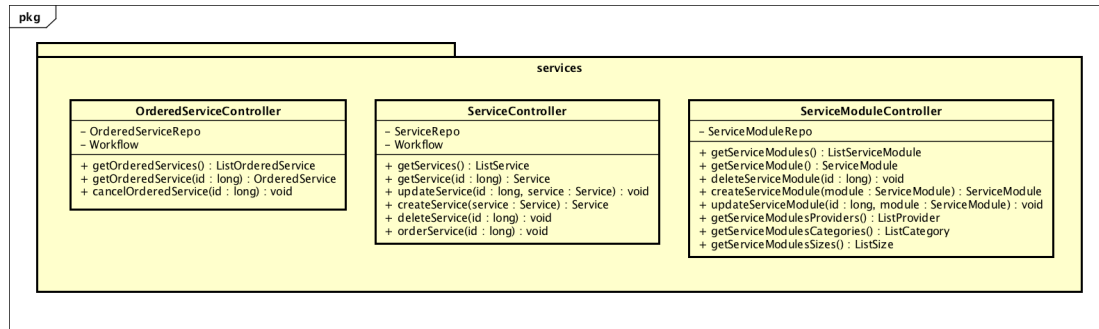 pkg
services
OrderedServiceController
– OrderedServiceRepo
– Workflow
+ getOrderedServices() : ListOrderedService
+ getOrderedService(id : long) : OrderedService
+ cancelOrderedService(id : long) : void
ServiceController
– ServiceRepo
– Workflow
+ getServices() : ListService
+ getService(id : long) : Service
+ updateService(id : long, service : Service) : void
+ createService(service : Service) : Service
+ deleteService(id : long) : void
+ orderService(id : long) : void
ServiceModuleController
– ServiceModuleRepo
+ getServiceModules() : ListServiceModule
+ getServiceModule() : ServiceModule
+ deleteServiceModule(id : long) : void
+ createServiceModule(module : ServiceModule) : ServiceModule
+ updateServiceModule(id : long, module : ServiceModule) : void
+ getServiceModulesProviders() : ListProvider
+ getServiceModulesCategories() : ListCategory
+ getServiceModulesSizes() : ListSize